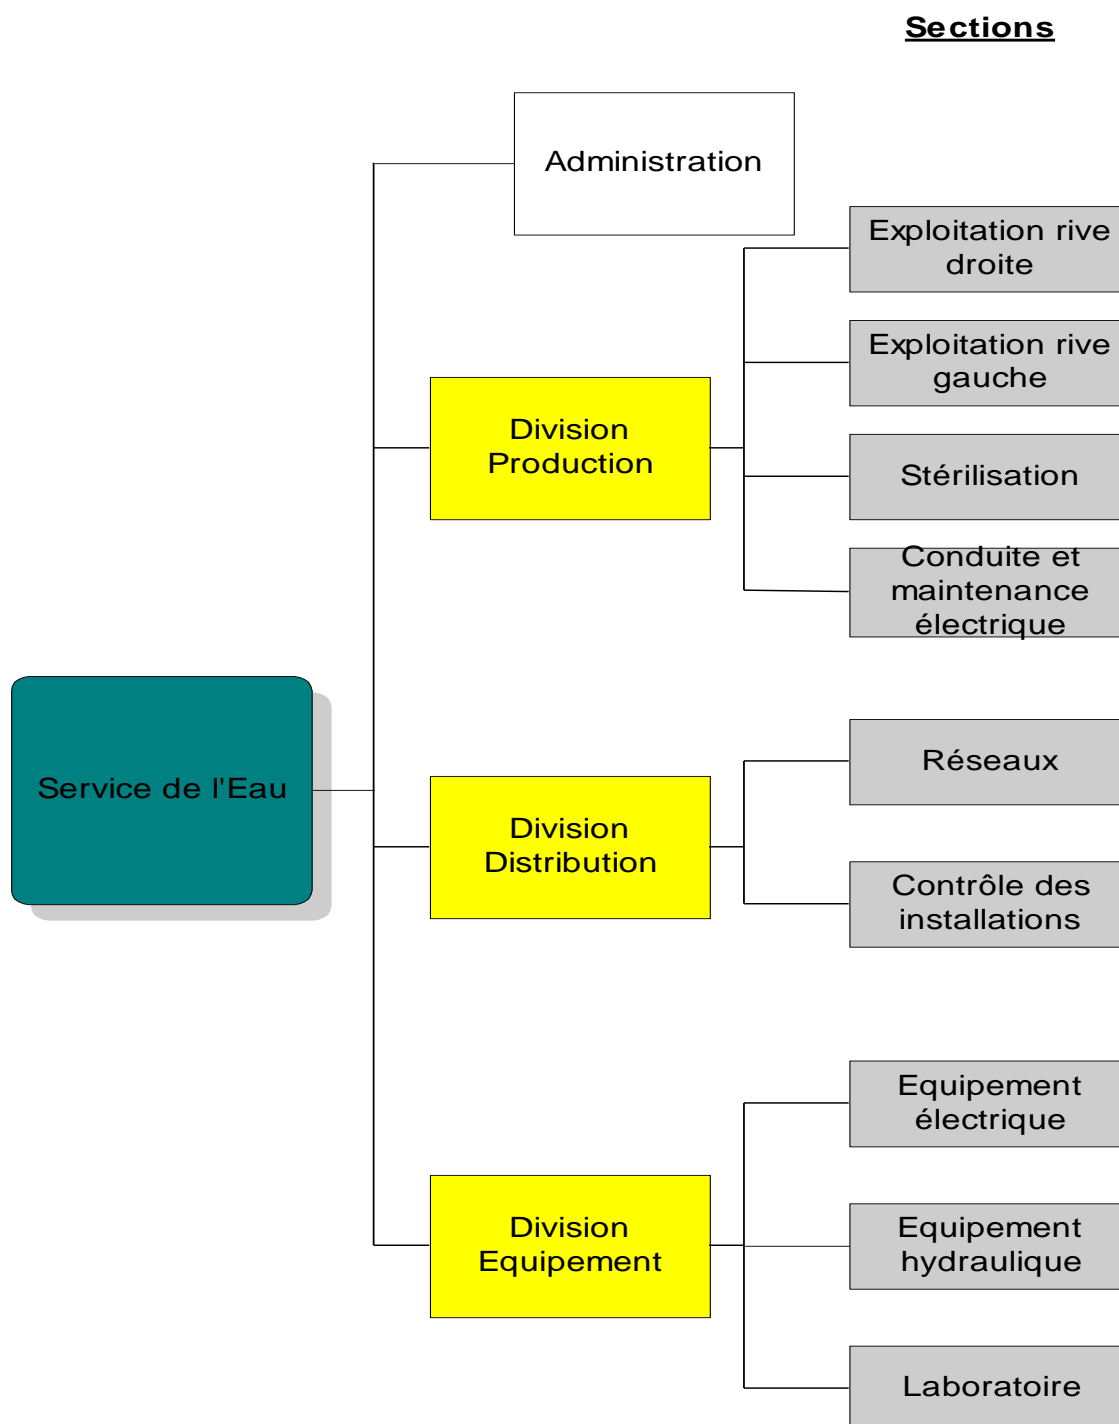 Sections
Administration
Exploitation rive
droite
Exploitation rive
gauche
Division
Production
Stérilisation
Conduite et
maintenance
électrique
Service de l'Eau
Réseaux
Division
Distribution
Contrôle des
installations
Equipement
électrique
Division
Equipement
Equipement
hydraulique
Laboratoire